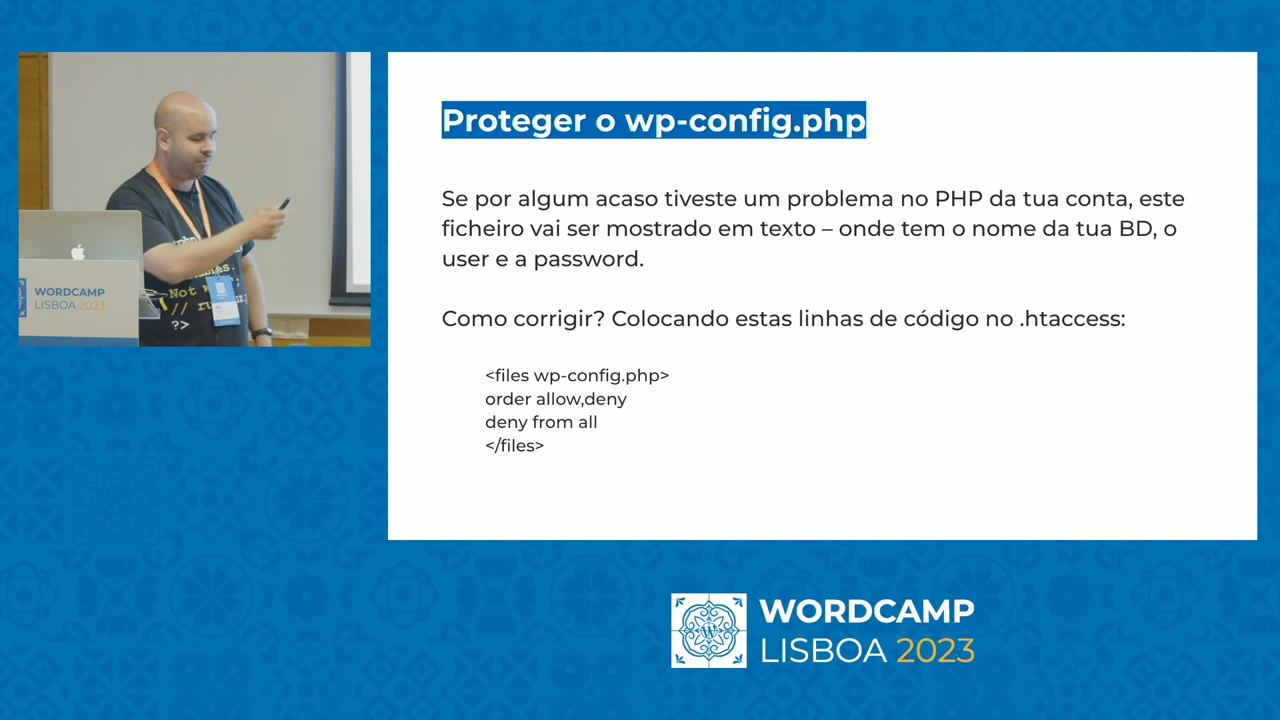 Proteger o wp-config.php
Se por algum acaso tiveste um problema no PHP da tua conta, este
ficheiro vai ser mostrado em texto – onde tem o nome da tua BD, o
user e a password.
Como corrigir? Colocando estas linhas de código no .htaccess:
<files wp-config.php>
order allow,deny
deny from all
</files>
WORDCAMP
LISBOA 2023
Not
//
?>
WORDCAMP
LISBOA 2023